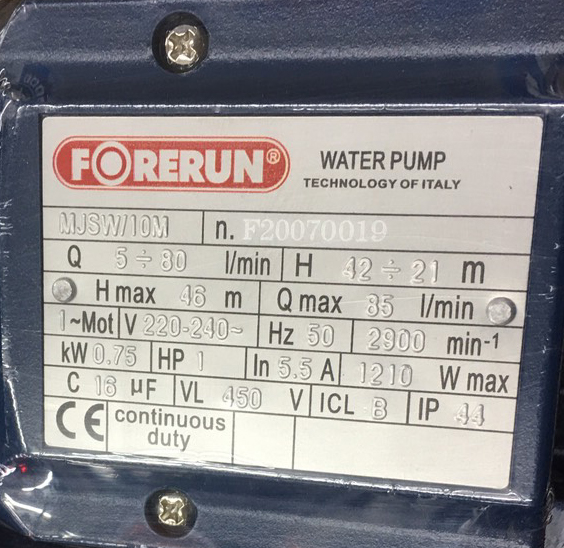 FORERUN®
WATER PUMP
TECHNOLOGY OF ITALY
MJSW/10M n. F20070019
Q 5÷80 l/min H 42÷21 m
H max 46 m Q max 85 l/min
1~Mot V 220-240~ Hz 50 2900 min-1
kW 0.75 HP 1 In 5.5 A 1210 W max
C 16 µF VL 450 V ICL B IP 44
CE continuous
duty